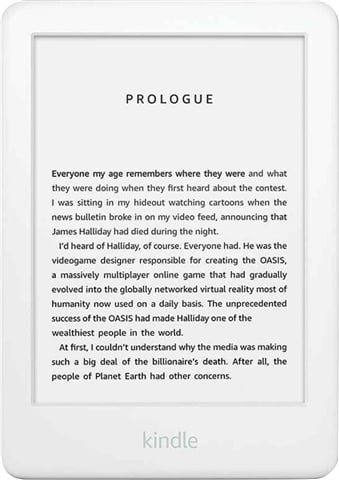 PROLOGUE
Everyone my age remembers where they were and what
they were doing when they first heard about the contest.
I was sitting in my hideout watching cartoons when the
news bulletin broke in on my video feed, announcing that
James Halliday had died during the night.
I'd heard of Halliday, of course. Everyone had. He was the
videogame designer responsible for creating the OASIS,
a massively multiplayer online game that had gradually
evolved into the globally networked virtual reality most of
humanity now used on a daily basis. The unprecedented
success of the OASIS had made Halliday one of the
wealthiest people in the world.
At first, I couldn't understand why the media was making
such a big deal of the billionaire's death. After all, the
people of Planet Earth had other concerns.
kindle